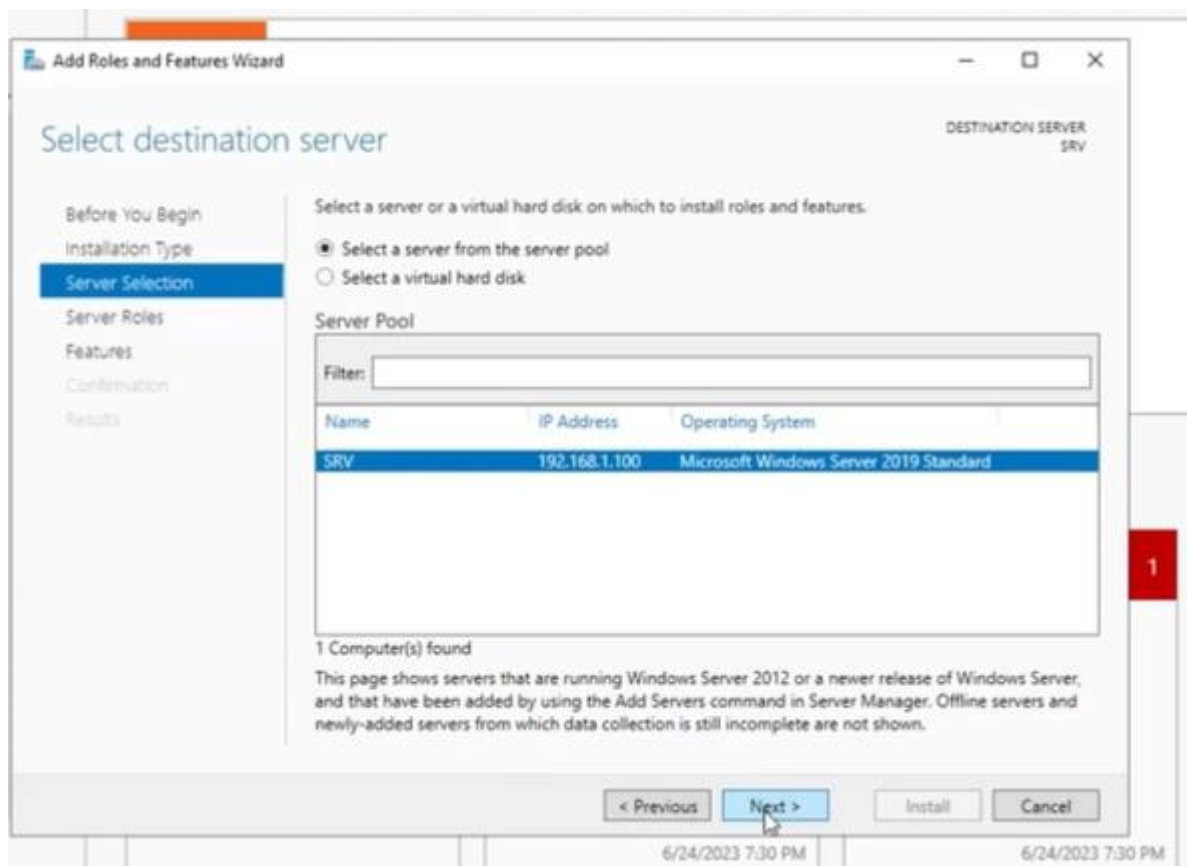 Add Roles and Features Wizard
Select destination server
DESTINATION SERVER
SRV
Before You Begin
Installation Type
Server Selection
Server Roles
Features
Confirmation
Results
Select a server or a virtual hard disk on which to install roles and features.
Select a server from the server pool
Select a virtual hard disk
Server Pool
Filter:
Name IP Address Operating System
SRV 192.168.1.100 Microsoft Windows Server 2019 Standard
1 Computer(s) found
This page shows servers that are running Windows Server 2012 or a newer release of Windows Server,
and that have been added by using the Add Servers command in Server Manager. Offline servers and
newly-added servers from which data collection is still incomplete are not shown.
< Previous Next > Install Cancel
1
6/24/2023 7:30 PM 6/24/2023 7:30 PM